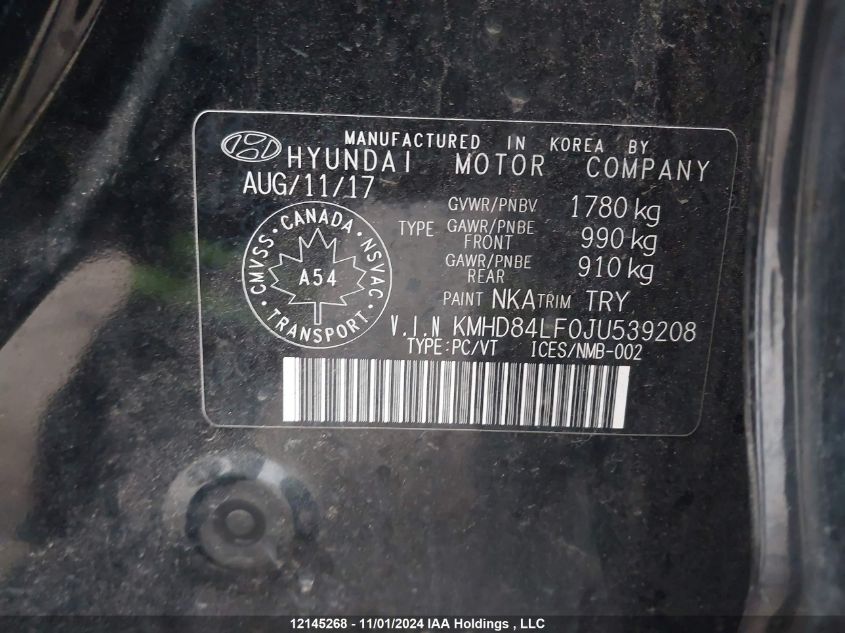 MANUFACTURED IN KOREA BY
HYUNDAI MOTOR COMPANY
AUG/11/17
GVWR/PNBV 1780 kg
TYPE GAWR/PNBE FRONT 990 kg
GAWR/PNBE REAR 910 kg
PAINT NKA TRIM TRY
CMVSS · CANADA · NSVAC · TRANSPORT ·
A54
V.I.N KMHD84LF0JU539208
TYPE:PC/VT ICES/NMB-002
12145268 - 11/01/2024 IAA Holdings , LLC